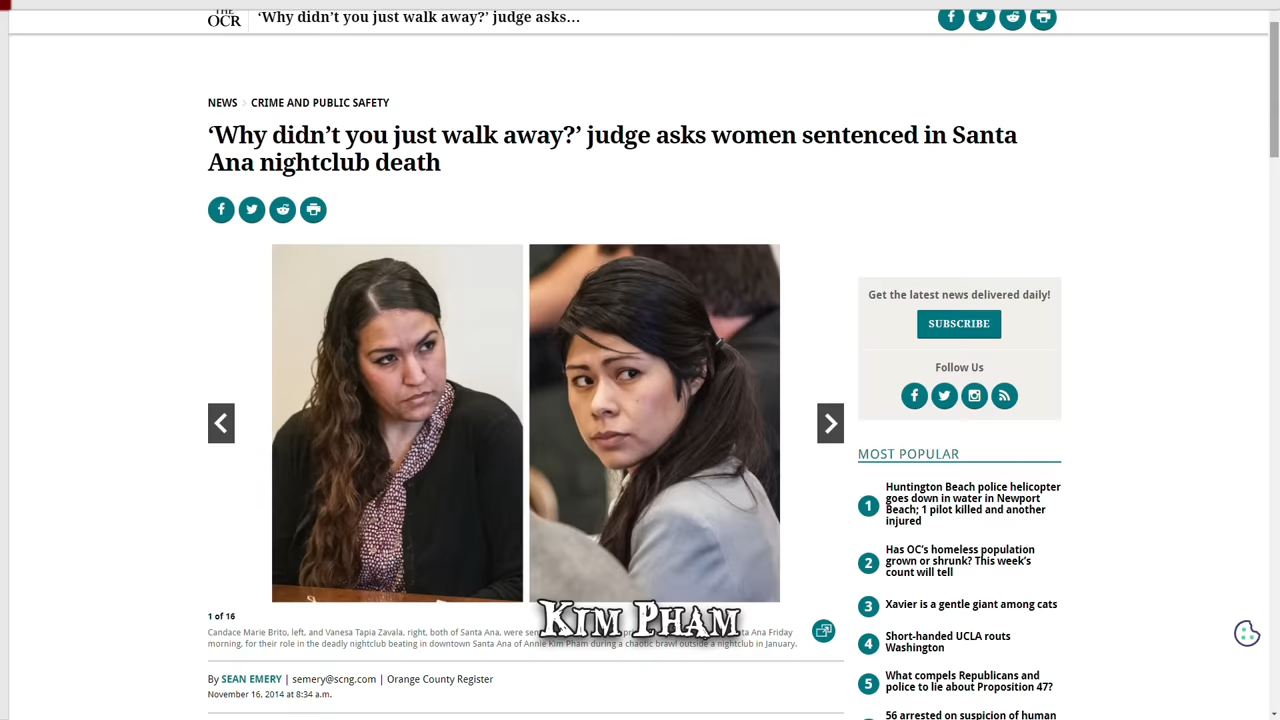 THE
OCR
‘Why didn’t you just walk away?’ judge asks…
NEWS > CRIME AND PUBLIC SAFETY
‘Why didn’t you just walk away?’ judge asks women sentenced in Santa
Ana nightclub death
Get the latest news delivered daily!
SUBSCRIBE
Follow Us
MOST POPULAR
1 Huntington Beach police helicopter
goes down in water in Newport
Beach; 1 pilot killed and another
injured
2 Has OC’s homeless population
grown or shrunk? This week’s
count will tell
3 Xavier is a gentle giant among cats
4 Short-handed UCLA routs
Washington
5 What compels Republicans and
police to lie about Proposition 47?
56 arrested on suspicion of human
1 of 16
KIM PHAM
Candace Marie Brito, left, and Vanesa Tapia Zavala, right, both of Santa Ana, were ta Ana Friday
morning, for their role in the deadly nightclub beating in downtown Santa Ana of Annie Kim Pham during a chaotic brawl outside a nightclub in January.
By SEAN EMERY | semery@scng.com | Orange County Register
November 16, 2014 at 8:34 a.m.